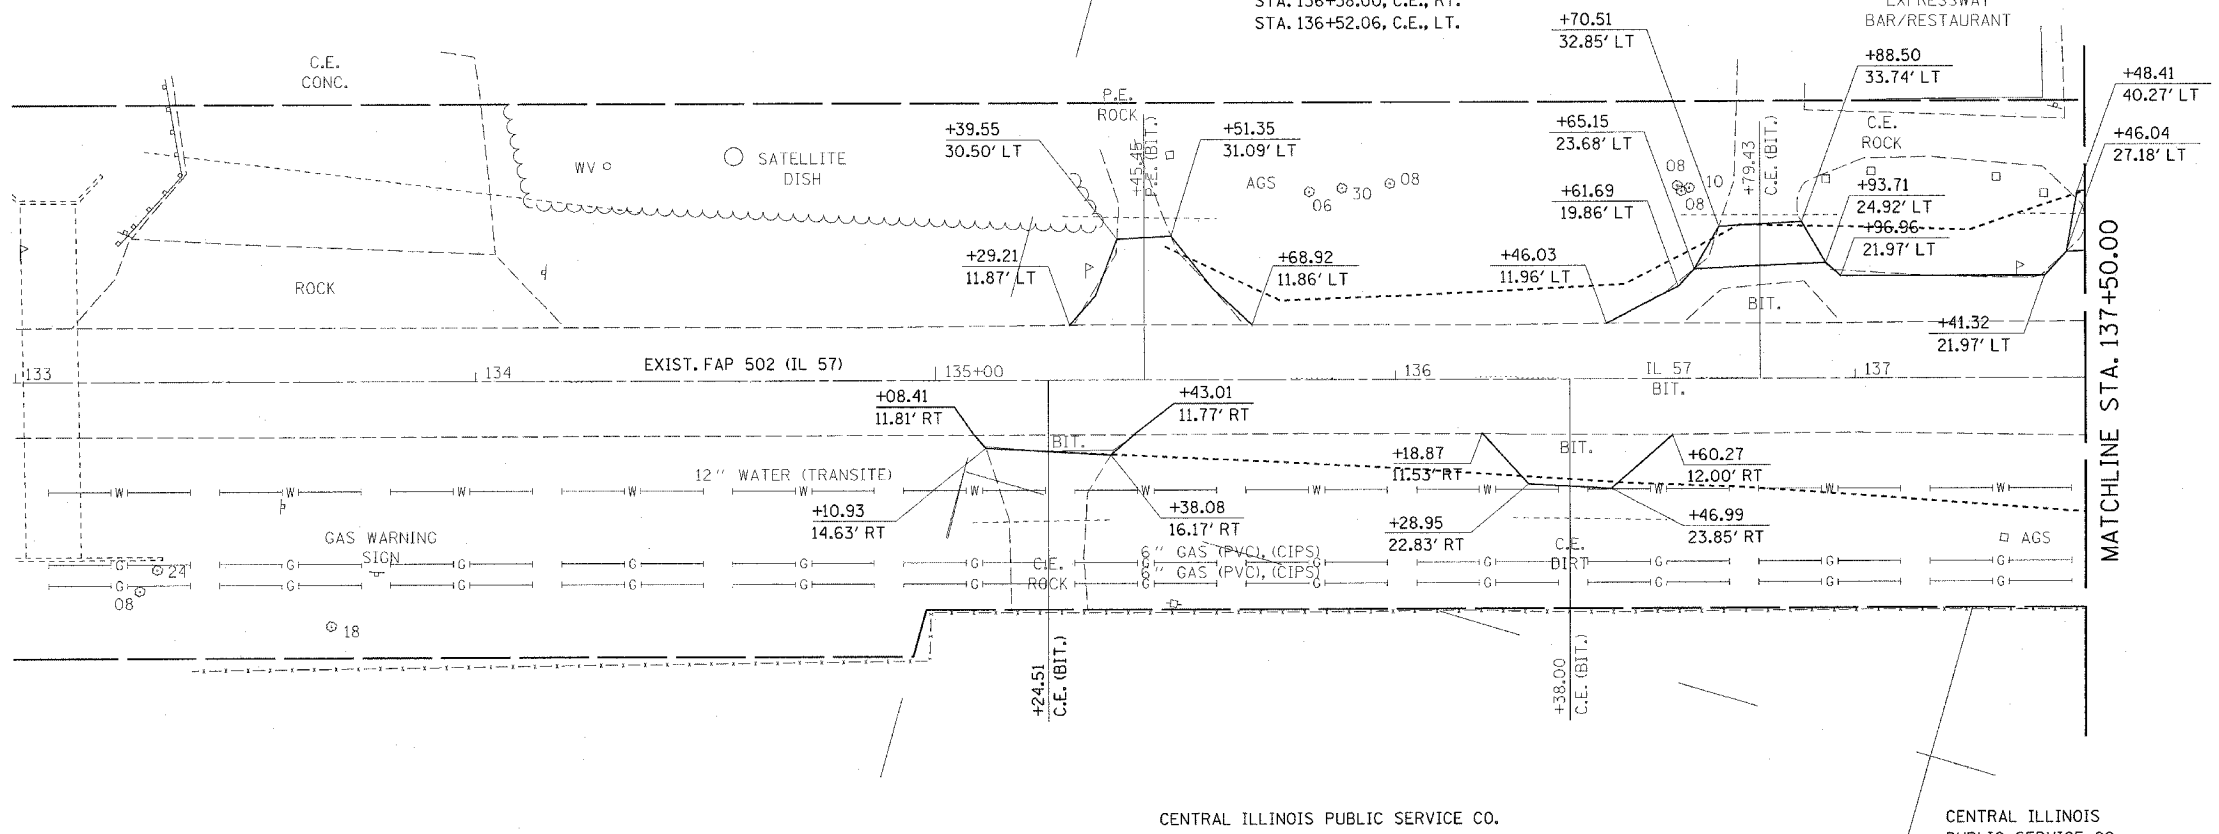 STA. 136+38.00, C.E., RT.
STA. 136+52.06, C.E., LT.
EXPRESSWAY
BAR/RESTAURANT
+70.51
32.85' LT
+88.50
33.74' LT
+48.41
40.27' LT
+46.04
27.18' LT
C.E.
CONC.
P.E.
ROCK
+39.55
30.50' LT
+51.35
31.09' LT
+45.45
P.E. (BIT.)
+65.15
23.68' LT
+79.43
C.E. (BIT.)
C.E.
ROCK
WV
SATELLITE
DISH
AGS
06
30
08
08
10
08
+61.69
19.86' LT
+93.71
24.92' LT
+96.96
21.97' LT
+29.21
11.87' LT
+68.92
11.86' LT
+46.03
11.96' LT
ROCK
BIT.
+41.32
21.97' LT
MATCHLINE STA. 137+50.00
133
134
EXIST. FAP 502 (IL 57)
135+00
136
IL 57
BIT.
137
+08.41
11.81' RT
+43.01
11.77' RT
BIT.
+18.87
11.53' RT
BIT.
+60.27
12.00' RT
12" WATER (TRANSITE)
W W W W W W W W W W W W
+10.93
14.63' RT
+38.08
16.17' RT
+28.95
22.83' RT
+46.99
23.85' RT
GAS WARNING
SIGN
AGS
6" GAS (PVC), (CIPS)
C.E.
DIRT
G G G G G G G G G G G
24
C.E.
ROCK
GAS (PVC), (CIPS)
G G G G G G G G G G G G
08
18
+24.51
C.E. (BIT.)
+38.00
C.E. (BIT.)
CENTRAL ILLINOIS PUBLIC SERVICE CO.
CENTRAL ILLINOIS
PUBLIC SERVICE CO.